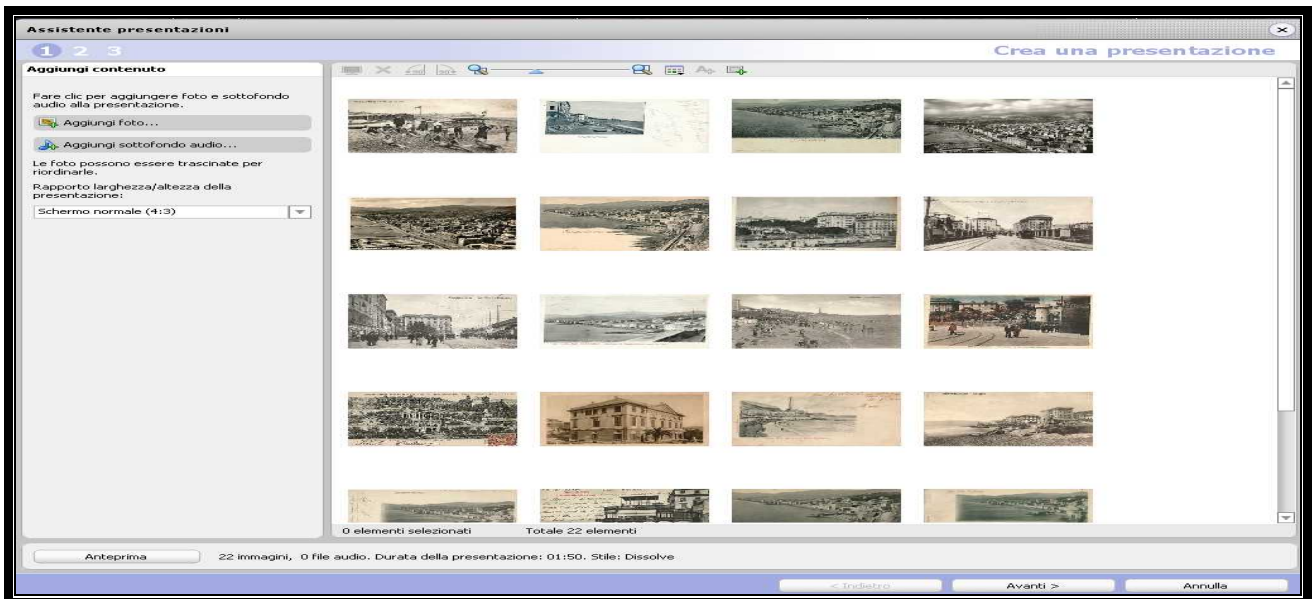 Assistente presentazioni
1 2 3
Crea una presentazione
Aggiungi contenuto
Fare clic per aggiungere foto e sottofondo
audio alla presentazione.
Aggiungi foto...
Aggiungi sottofondo audio...
Le foto possono essere trascinate per
riordinarle.
Rapporto larghezza/altezza della
presentazione:
Schermo normale (4:3)
0 elementi selezionati Totale 22 elementi
Anteprima
22 immagini, 0 file audio. Durata della presentazione: 01:50. Stile: Dissolve
< Indietro
Avanti >
Annulla